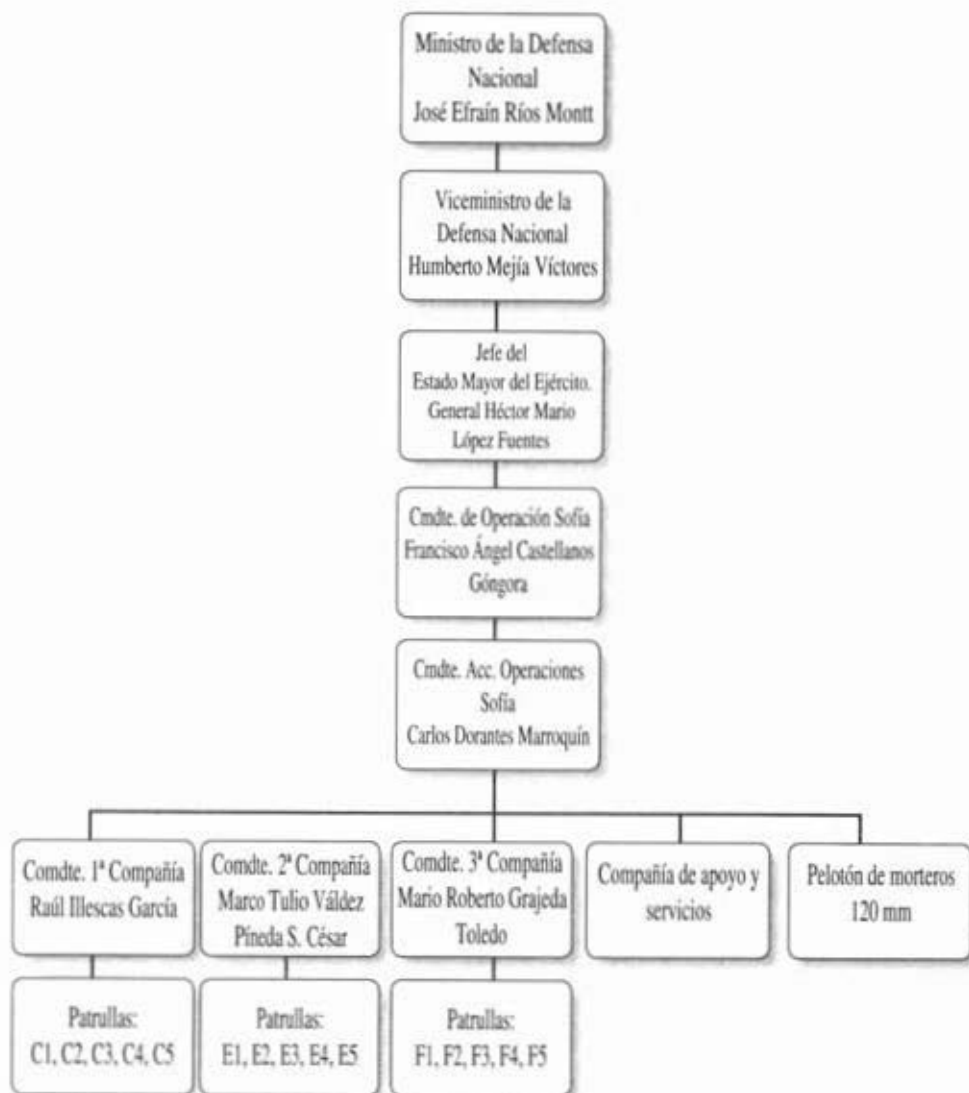 Ministro de la Defensa
Nacional
José Efraín Ríos Montt
Viceministro de la
Defensa Nacional
Humberto Mejía Víctores
Jefe del
Estado Mayor del Ejército.
General Héctor Mario
López Fuentes
Cmdte. de Operación Sofía
Francisco Ángel Castellanos
Góngora
Cmdte. Acc. Operaciones
Sofía
Carlos Dorantes Marroquín
Comdte. 1ª Compañía
Raúl Illescas García
Comdte. 2ª Compañía
Marco Tulio Váldez
Píneda S. César
Comdte. 3ª Compañía
Mario Roberto Grajeda
Toledo
Compañía de apoyo y
servicios
Pelotón de morteros
120 mm
Patrullas:
C1, C2, C3, C4, C5
Patrullas:
E1, E2, E3, E4, E5
Patrullas:
F1, F2, F3, F4, F5